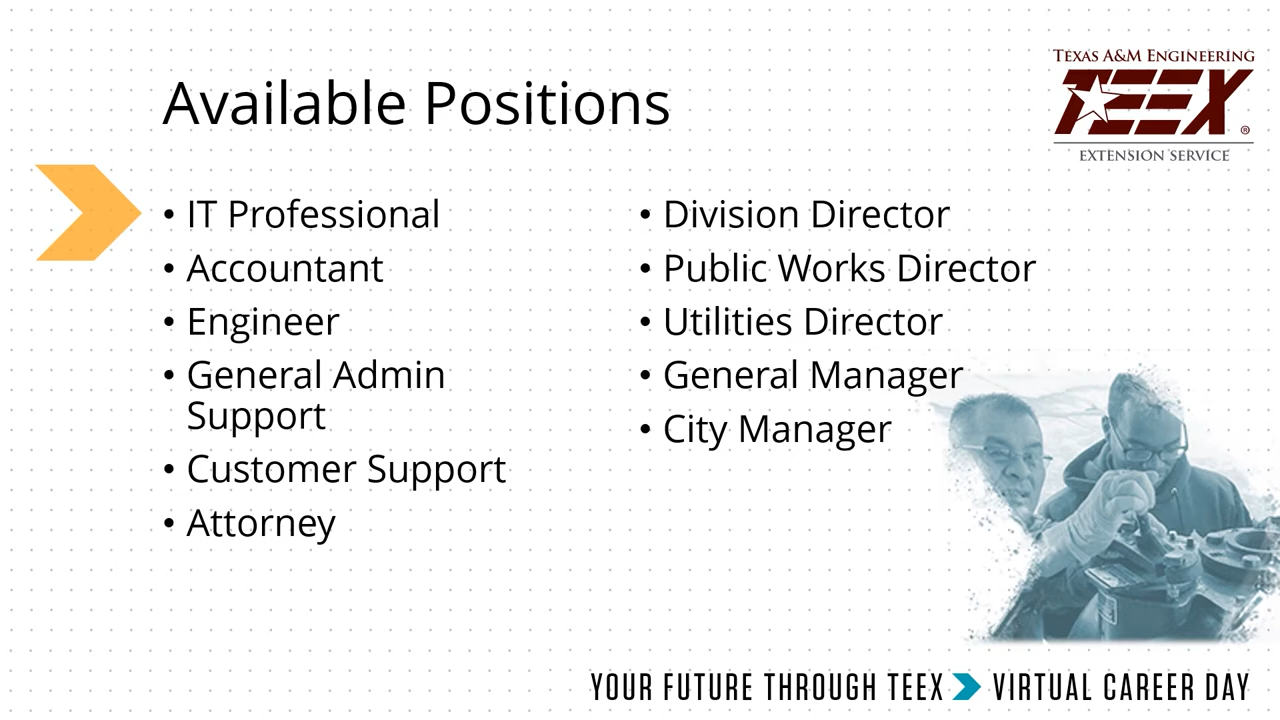 TEXAS A&M ENGINEERING
TEEX®
EXTENSION SERVICE
Available Positions
• IT Professional
• Accountant
• Engineer
• General Admin
Support
• Customer Support
• Attorney
• Division Director
• Public Works Director
• Utilities Director
• General Manager
• City Manager
YOUR FUTURE THROUGH TEEX VIRTUAL CAREER DAY